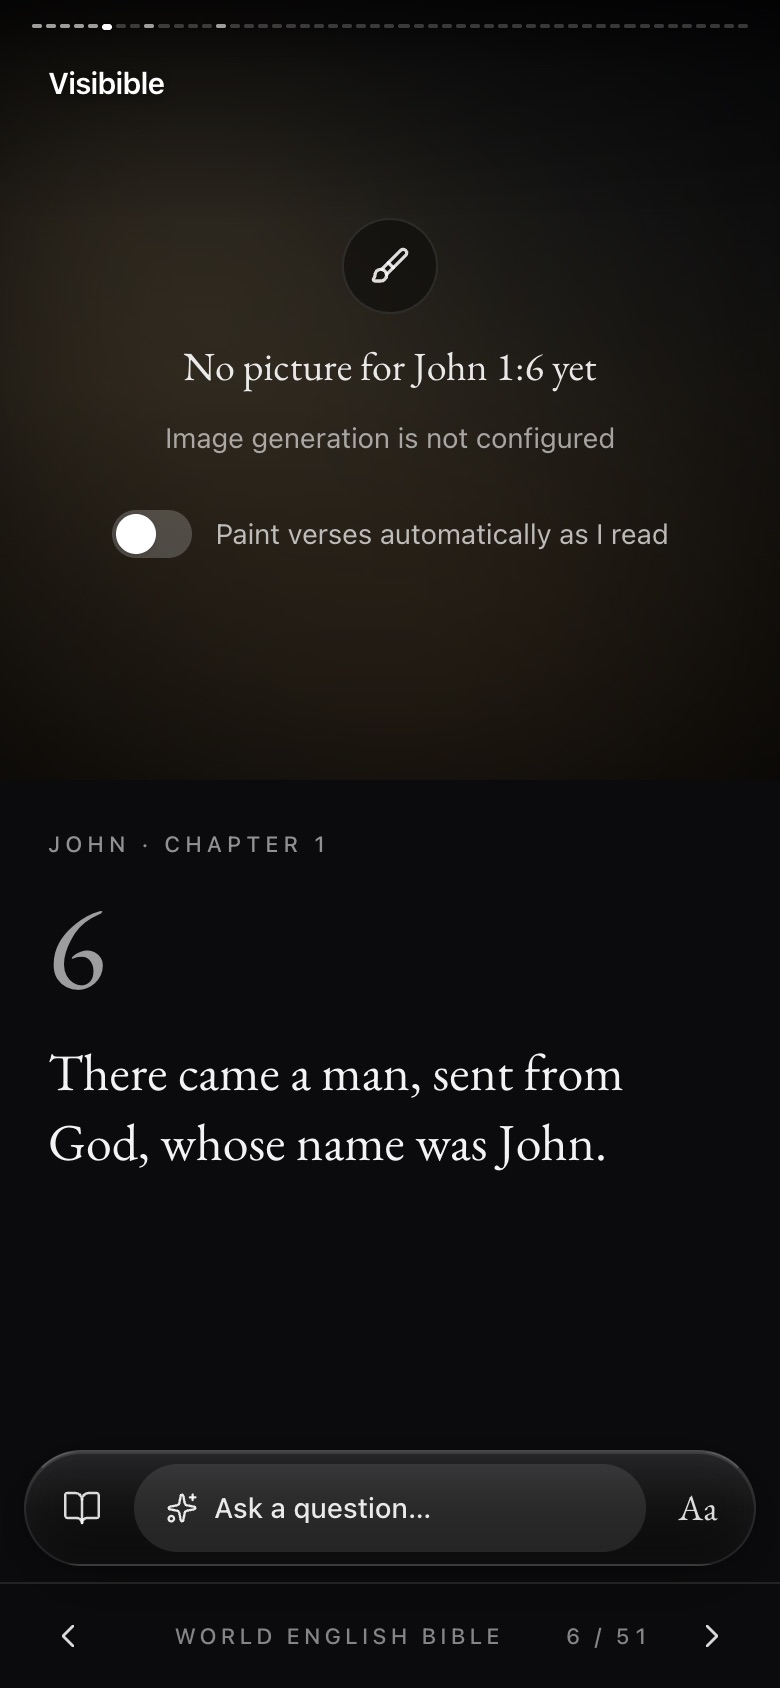 Visibible
No picture for John 1:6 yet
Image generation is not configured
Paint verses automatically as I read
JOHN · CHAPTER 1
6
There came a man, sent from
God, whose name was John.
Ask a question...
Aa
WORLD ENGLISH BIBLE 6 / 51